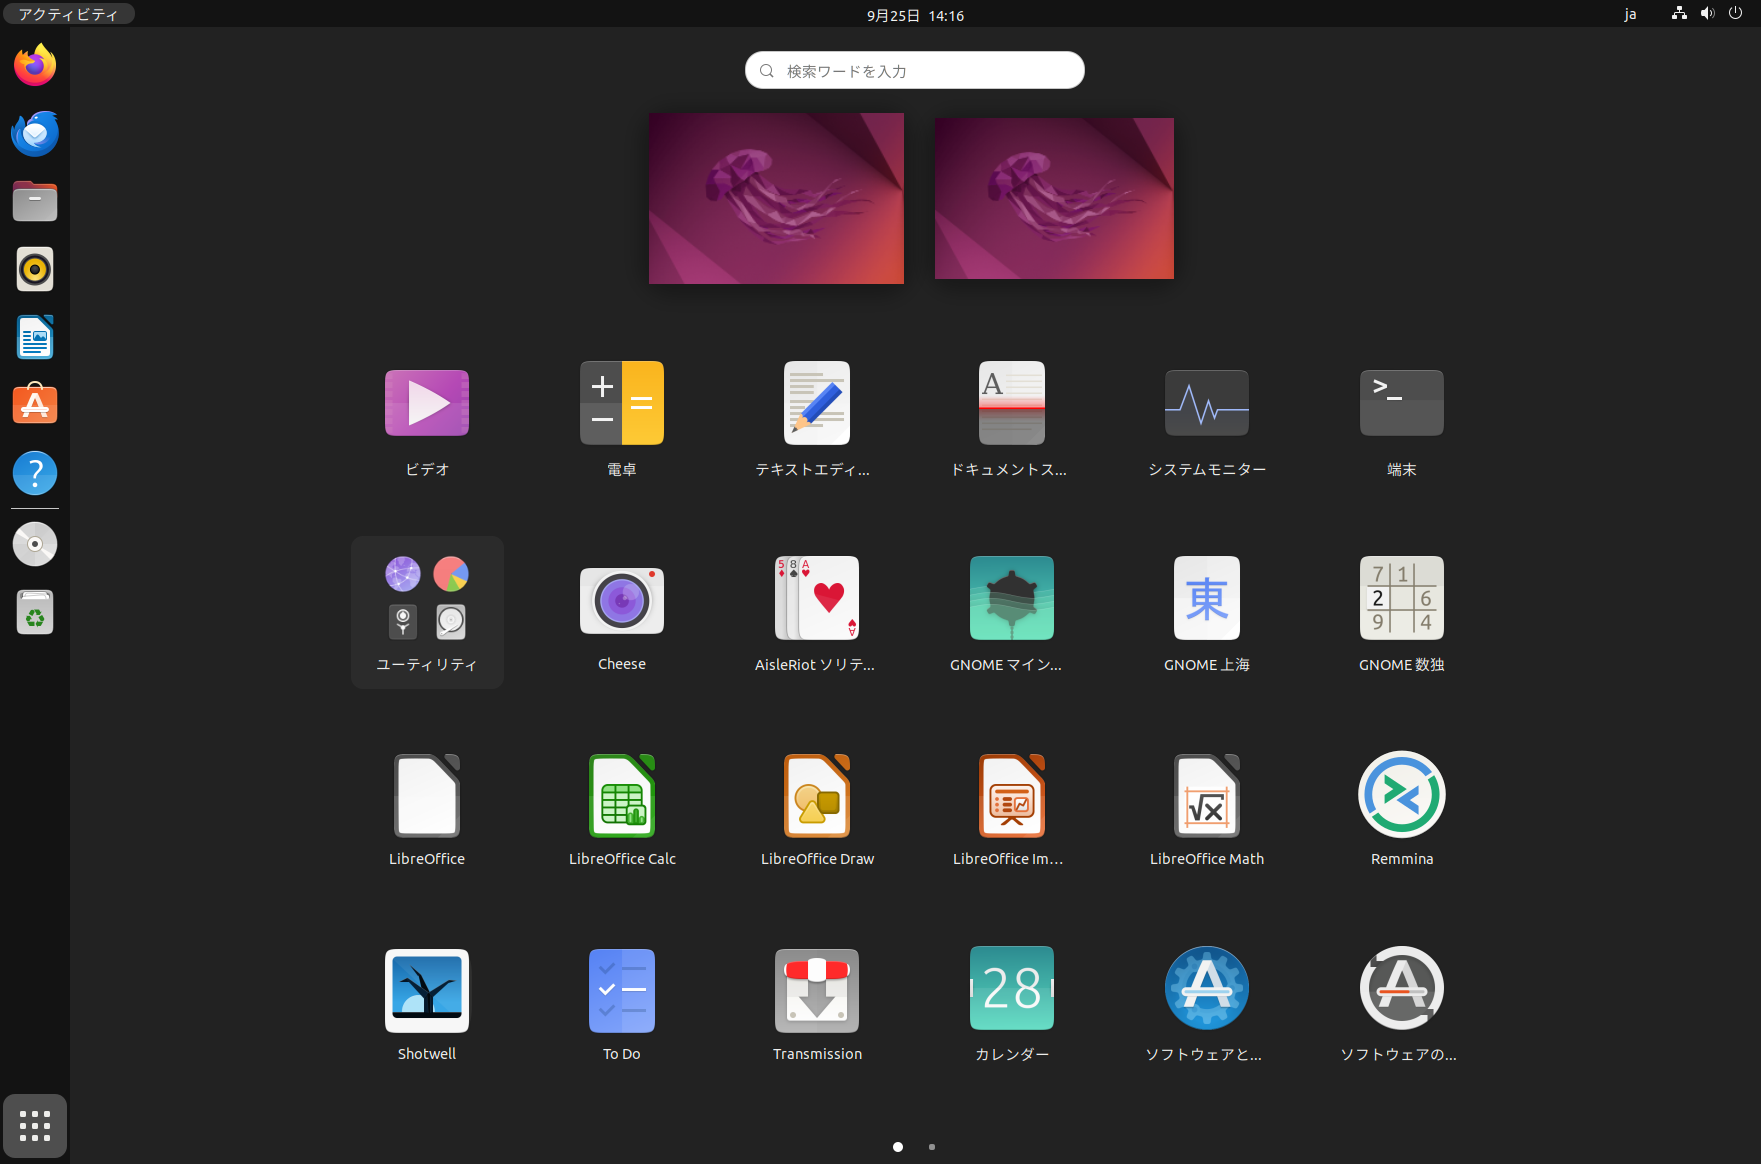 アクティビティ
9月25日 14:16
ja
検索ワードを入力
ビデオ
電卓
テキストエディ...
ドキュメントス...
システムモニター
端末
ユーティリティ
Cheese
AisleRiot ソリテ...
GNOME マイン...
GNOME 上海
GNOME 数独
LibreOffice
LibreOffice Calc
LibreOffice Draw
LibreOffice Im...
LibreOffice Math
Remmina
Shotwell
To Do
Transmission
28
カレンダー
ソフトウェアと...
ソフトウェアの...